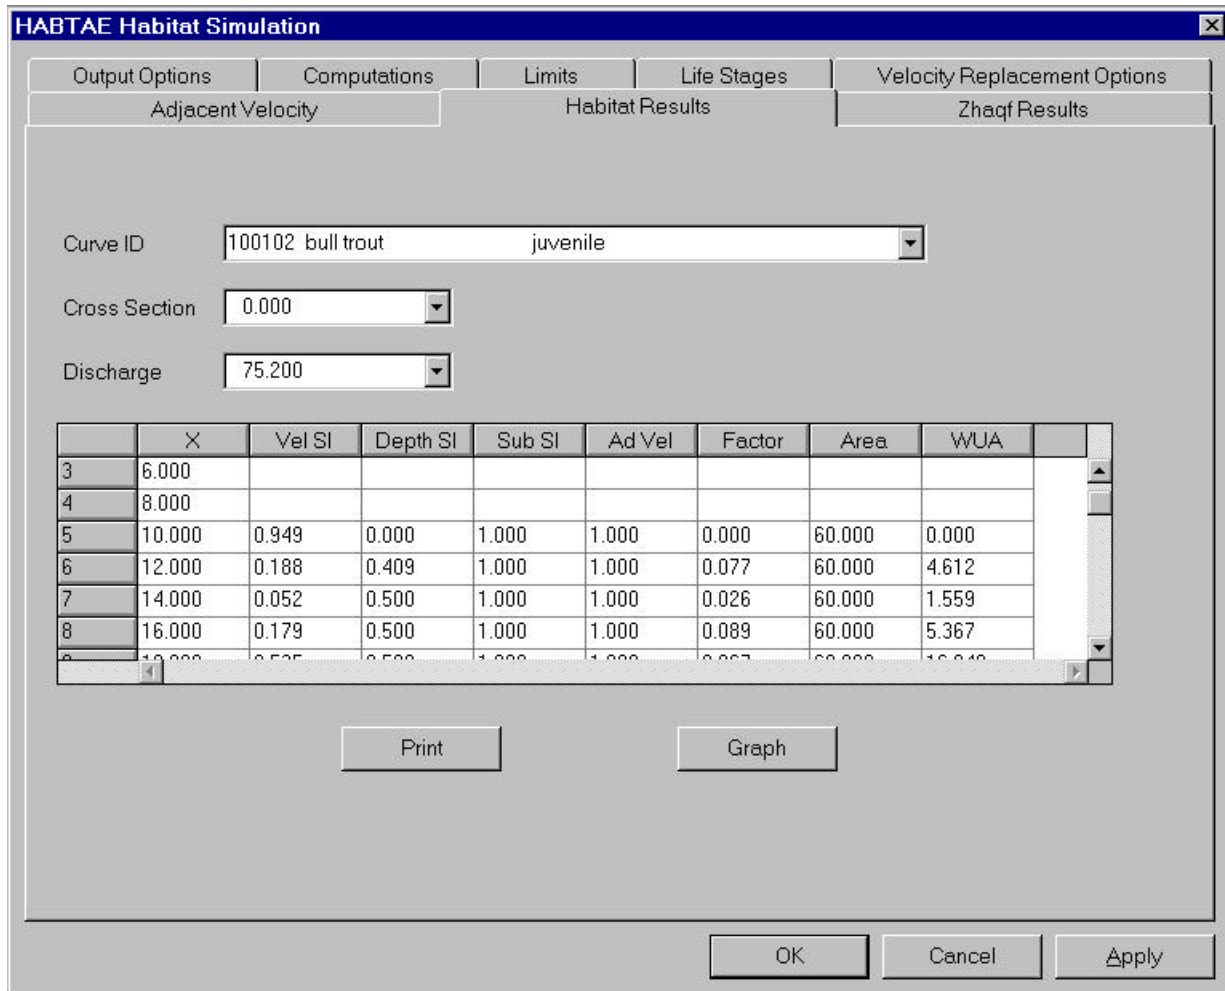 HABTAE Habitat Simulation
Output Options Computations Limits Life Stages Velocity Replacement Options
Adjacent Velocity Habitat Results Zhaqf Results
Curve ID 100102 bull trout juvenile
Cross Section 0.000
Discharge 75.200
X Vel SI Depth SI Sub SI Ad Vel Factor Area WUA
3 6.000
4 8.000
5 10.000 0.949 0.000 1.000 1.000 0.000 60.000 0.000
6 12.000 0.188 0.409 1.000 1.000 0.077 60.000 4.612
7 14.000 0.052 0.500 1.000 1.000 0.026 60.000 1.559
8 16.000 0.179 0.500 1.000 1.000 0.089 60.000 5.367
Print Graph
OK Cancel Apply